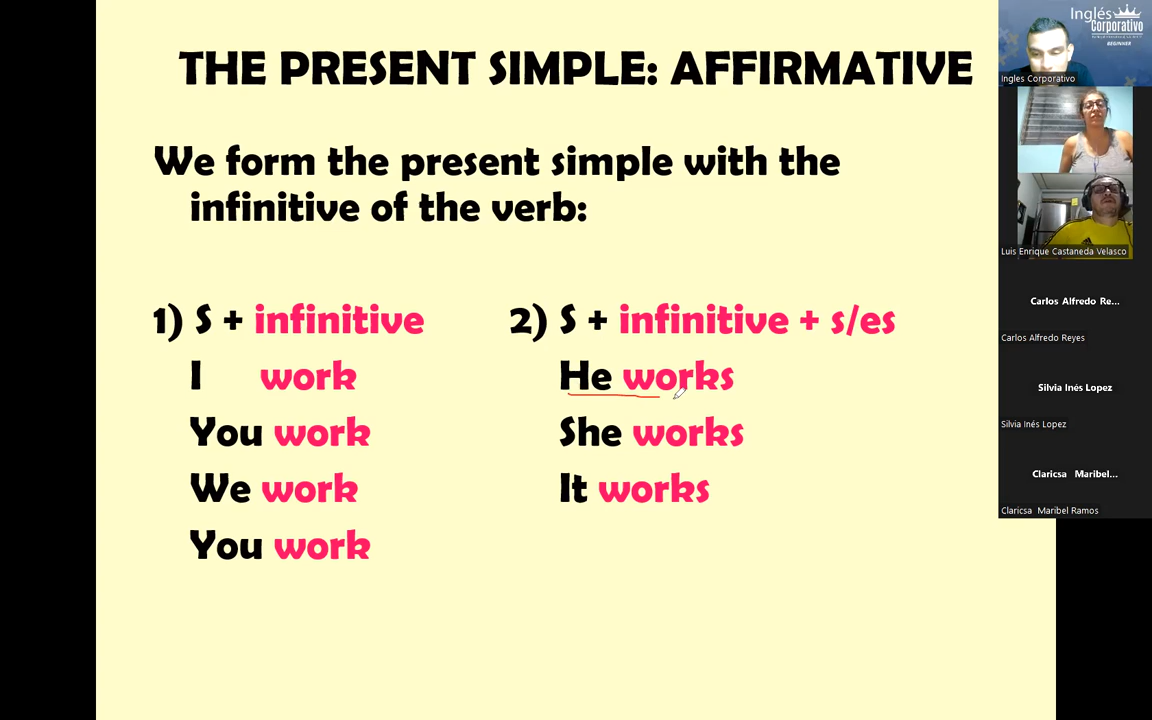 THE PRESENT SIMPLE: AFFIRMATIVE
We form the present simple with the
infinitive of the verb:
1) S + infinitive
I work
You work
We work
You work
2) S + infinitive + s/es
He works
She works
It works
Inglés
Corporativo
BEGINNER
Ingles Corporativo
Luis Enrique Castaneda Velasco
Carlos Alfredo Re...
Carlos Alfredo Reyes
Silvia Inés Lopez
Silvia Inés Lopez
Claricsa Maribel...
Claricsa Maribel Ramos